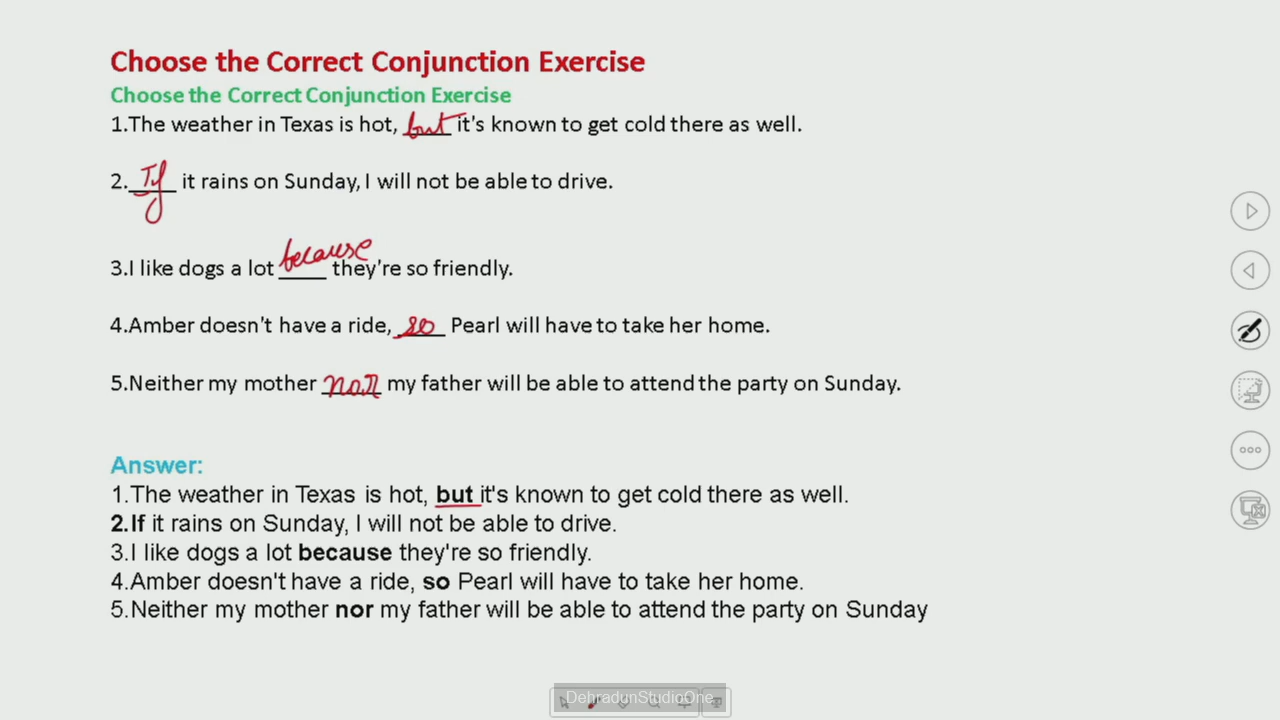 Choose the Correct Conjunction Exercise
Choose the Correct Conjunction Exercise
1.The weather in Texas is hot, but it's known to get cold there as well.
2. If it rains on Sunday, I will not be able to drive.
3.I like dogs a lot because they're so friendly.
4.Amber doesn't have a ride, so Pearl will have to take her home.
5.Neither my mother nor my father will be able to attend the party on Sunday.
Answer:
1.The weather in Texas is hot, but it's known to get cold there as well.
2.If it rains on Sunday, I will not be able to drive.
3.I like dogs a lot because they're so friendly.
4.Amber doesn't have a ride, so Pearl will have to take her home.
5.Neither my mother nor my father will be able to attend the party on Sunday
DehradunStudioOne